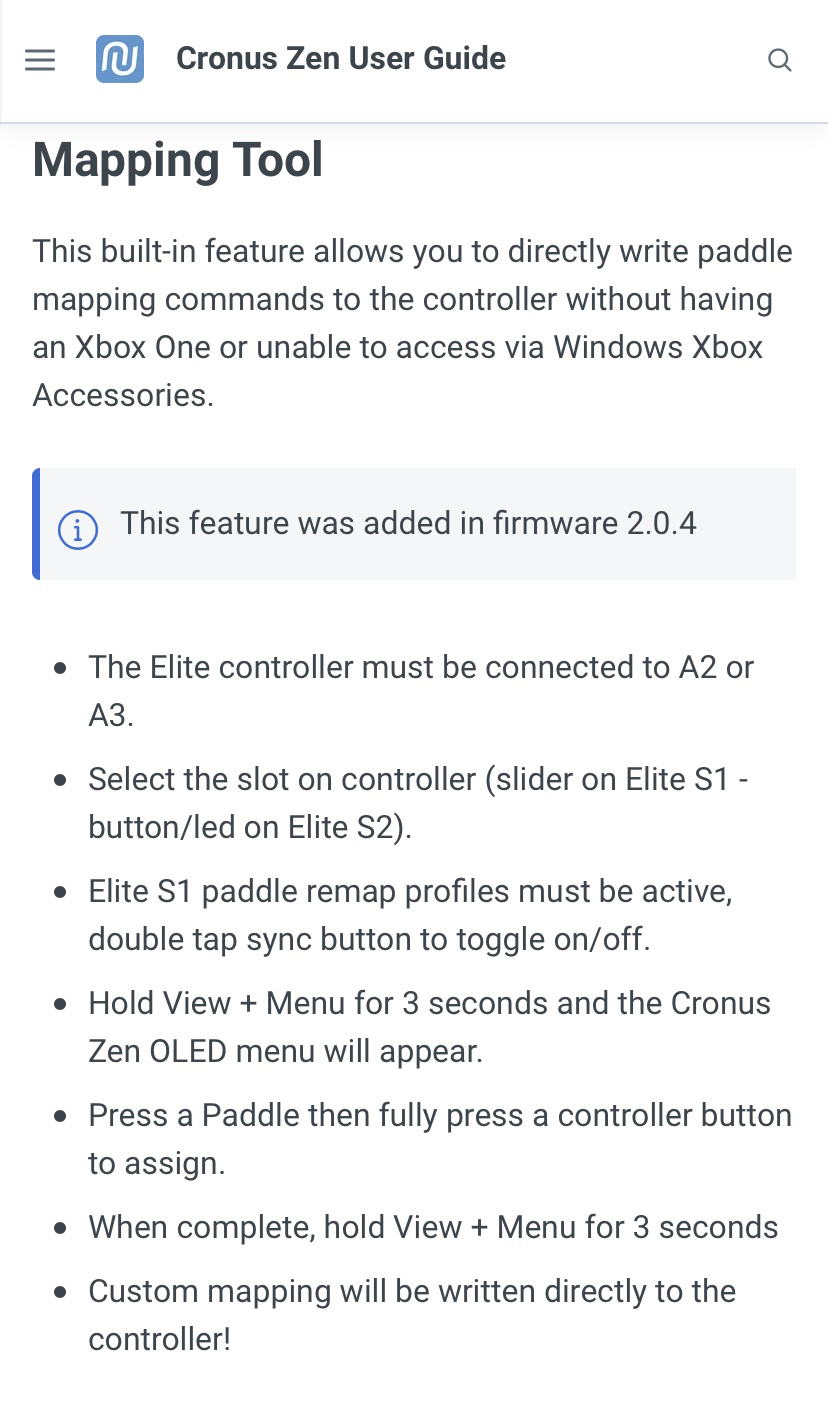 Cronus Zen User Guide
Mapping Tool
This built-in feature allows you to directly write paddle
mapping commands to the controller without having
an Xbox One or unable to access via Windows Xbox
Accessories.
This feature was added in firmware 2.0.4
The Elite controller must be connected to A2 or
A3.
Select the slot on controller (slider on Elite S1 -
button/led on Elite S2).
Elite S1 paddle remap profiles must be active,
double tap sync button to toggle on/off.
Hold View + Menu for 3 seconds and the Cronus
Zen OLED menu will appear.
Press a Paddle then fully press a controller button
to assign.
When complete, hold View + Menu for 3 seconds
Custom mapping will be written directly to the
controller!